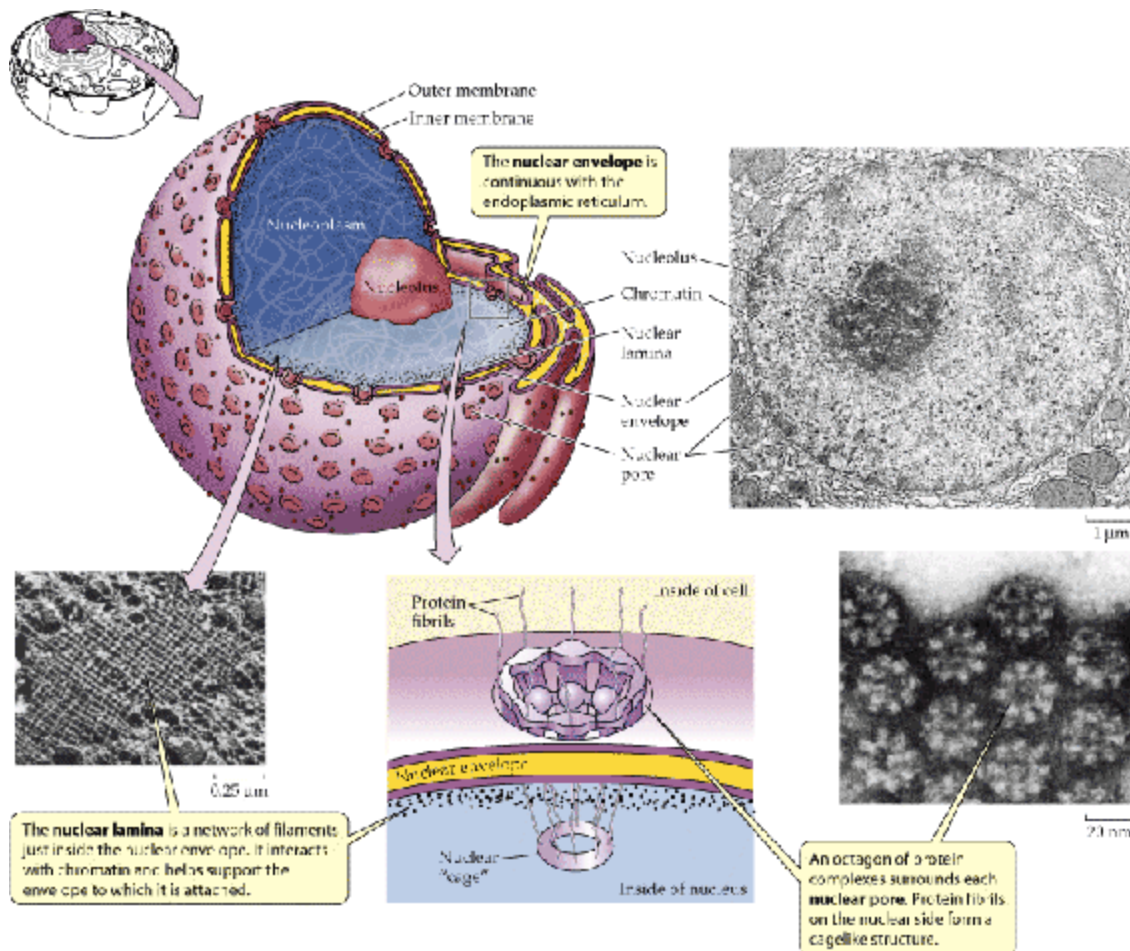 Outer membrane
Inner membrane
The nuclear envelope is
continuous with the
endoplasmic reticulum.
Nucleoplasm
Nucleolus
Nucleolus
Chromatin
Nuclear
lamina
Nuclear
envelope
Nuclear
pore
1 µm
Protein
fibrils
Inside of cell
Nuclear envelope
Nuclear
"cage"
Inside of nucleus
0.25 µm
The nuclear lamina is a network of filaments
just inside the nuclear envelope. It interacts
with chromatin and helps support the
envelope to which it is attached.
20 nm
An octagon of protein
complexes surrounds each
nuclear pore. Protein fibrils
on the nuclear side form a
cagelike structure.